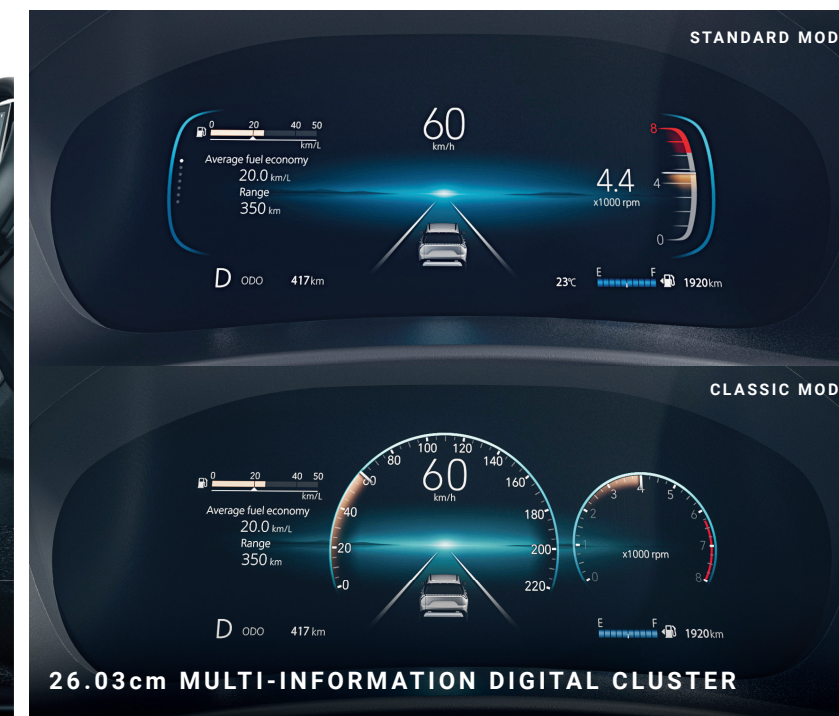 STANDARD MOD
0 20 40 50
km/L
Average fuel economy
20.0 km/L
Range
350 km
60
km/h
4.4
x1000 rpm
8
4
0
D ODO 417 km
23°C
E F
1920km
CLASSIC MOD
0 20 40 50
km/L
Average fuel economy
20.0 km/L
Range
350 km
0
20
40
60
80
100
120
140
160
180
200
220
60
km/h
0
1
2
3
4
5
6
7
8
x1000 rpm
D ODO 417 km
E F
1920km
26.03cm MULTI-INFORMATION DIGITAL CLUSTER